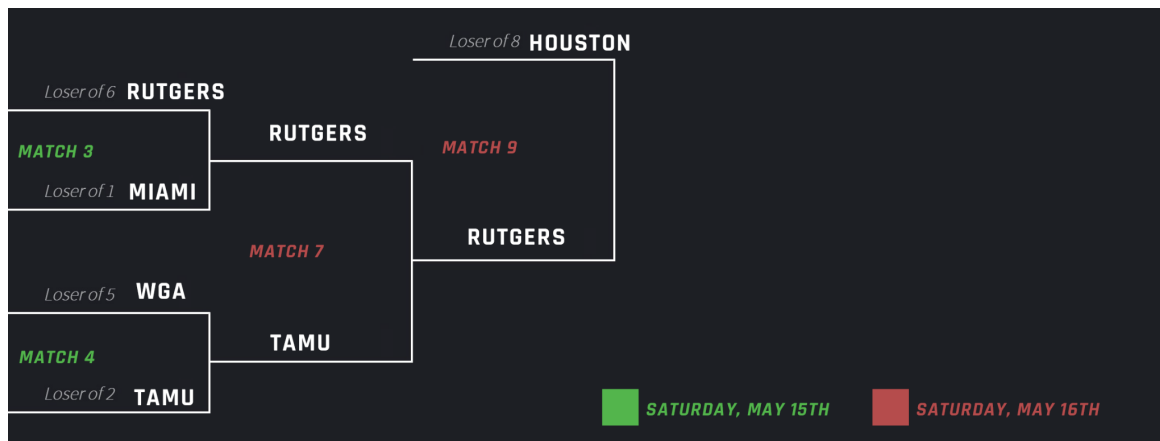 Loser of 8 HOUSTON
Loser of 6 RUTGERS
RUTGERS
MATCH 3
MATCH 9
Loser of 1 MIAMI
RUTGERS
MATCH 7
Loser of 5 WGA
TAMU
MATCH 4
Loser of 2 TAMU
SATURDAY, MAY 15TH
SATURDAY, MAY 16TH